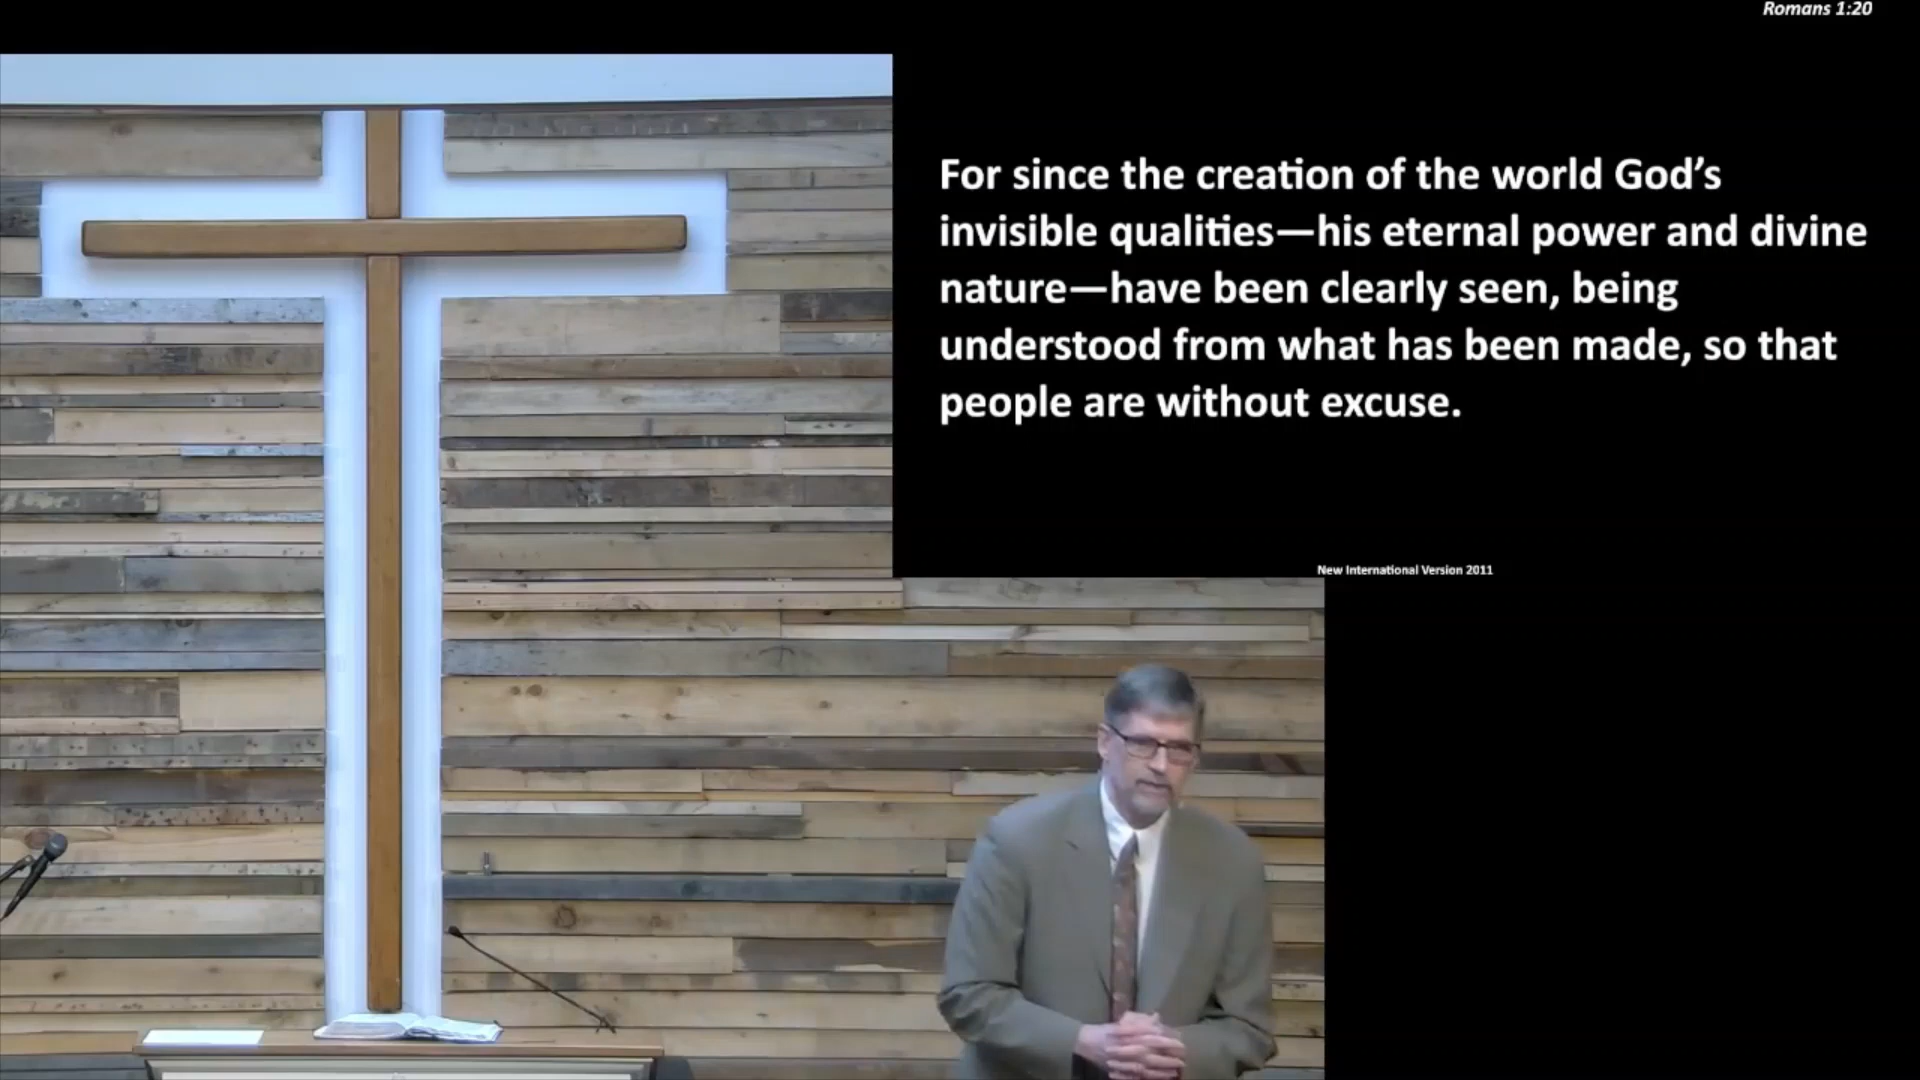 Romans 1:20
For since the creation of the world God’s
invisible qualities—his eternal power and divine
nature—have been clearly seen, being
understood from what has been made, so that
people are without excuse.
New International Version 2011